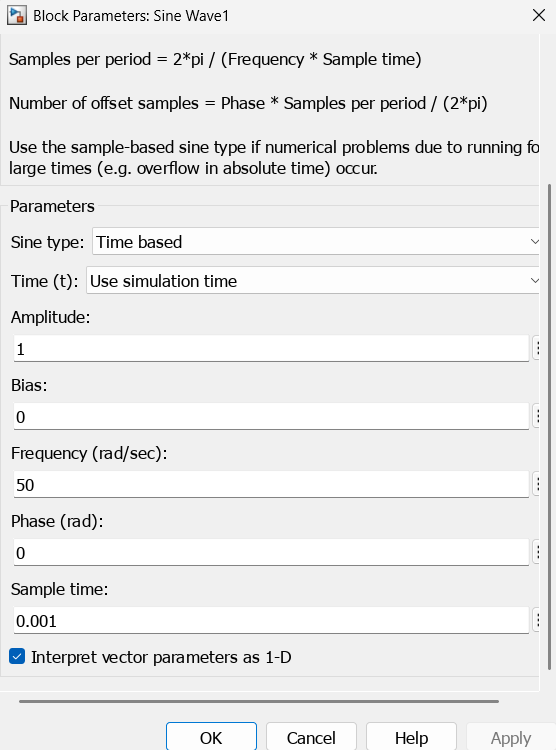 Block Parameters: Sine Wave1
Samples per period = 2*pi / (Frequency * Sample time)
Number of offset samples = Phase * Samples per period / (2*pi)
Use the sample-based sine type if numerical problems due to running fo
large times (e.g. overflow in absolute time) occur.
Parameters
Sine type: Time based
Time (t): Use simulation time
Amplitude:
1
Bias:
0
Frequency (rad/sec):
50
Phase (rad):
0
Sample time:
0.001
Interpret vector parameters as 1-D
OK Cancel Help Apply